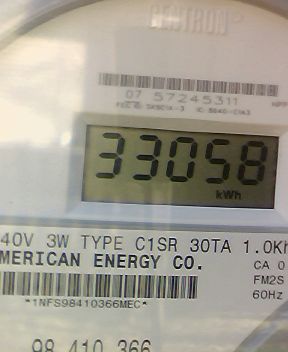 CENTRON®
07 57245311
33058
kWh
40V 3W TYPE C1SR 30TA 1.0Kh
MERICAN ENERGY CO.
CA 0
FM2S
60Hz
*1NFS98410366MEC*
98 410 366